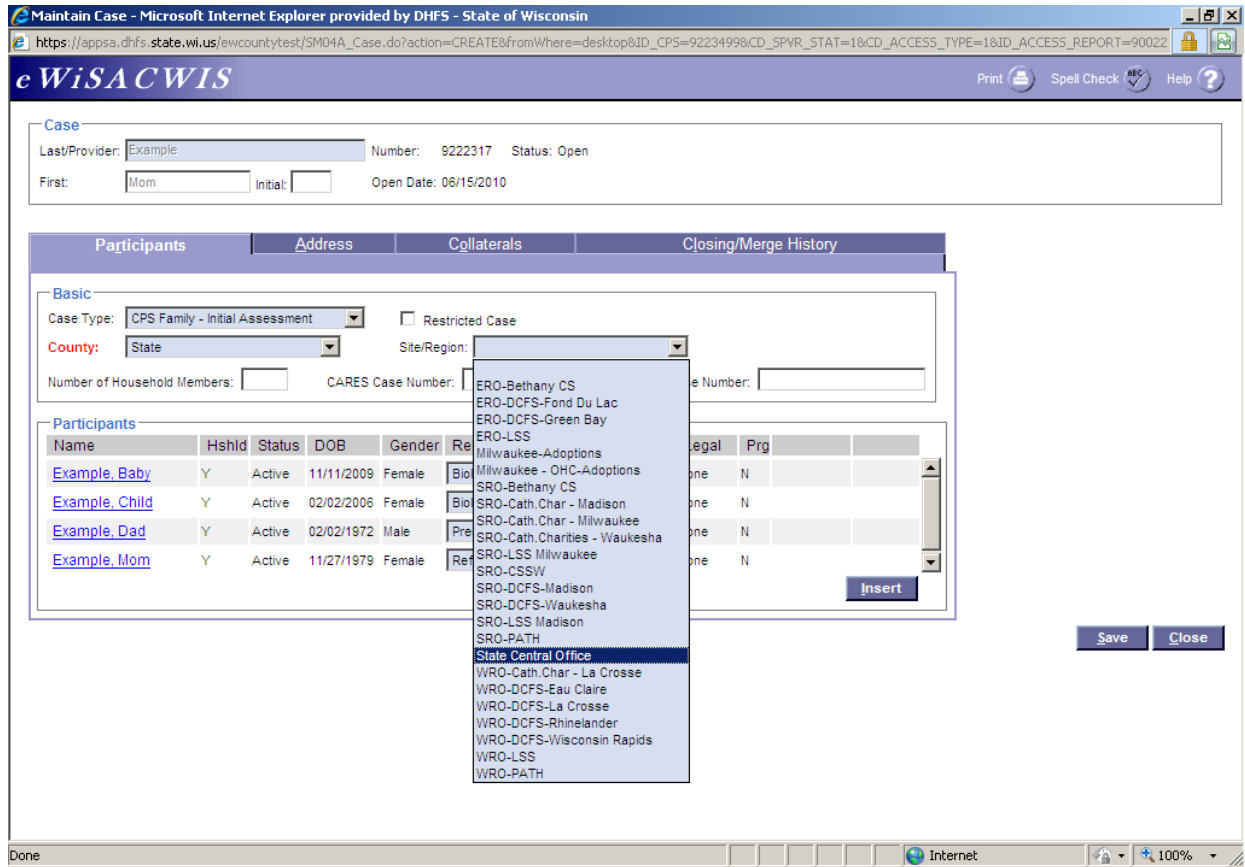 Maintain Case - Microsoft Internet Explorer provided by DHFS - State of Wisconsin
https://appsa.dhfs.state.wi.us/ewcountytest/SM04A_Case.do?action=CREATE&fromWhere=desktop&ID_CPS=9223499&CD_SPVR_STAT=1&CD_ACCESS_TYPE=1&ID_ACCESS_REPORT=90022
eWiSACWIS Print Spell Check ABC Help ?
Case
Last/Provider: Example Number: 9222317 Status: Open
First: Mom Initial: Open Date: 06/15/2010
Participants Address Collaterals Closing/Merge History
Basic
Case Type: CPS Family - Initial Assessment Restricted Case
County: State Site/Region:
Number of Household Members: CARES Case Number: e Number:
ERO-Bethany CS
ERO-DCFS-Fond Du Lac
ERO-DCFS-Green Bay
ERO-LSS
Milwaukee-Adoptions
Milwaukee - OHC-Adoptions
SRO-Bethany CS
SRO-Cath.Char - Madison
SRO-Cath.Char - Milwaukee
SRO-Cath.Charities - Waukesha
SRO-LSS Milwaukee
SRO-CSSW
SRO-DCFS-Madison
SRO-DCFS-Waukesha
SRO-LSS Madison
SRO-PATH
State Central Office
WRO-Cath.Char - La Crosse
WRO-DCFS-Eau Claire
WRO-DCFS-La Crosse
WRO-DCFS-Rhinelander
WRO-DCFS-Wisconsin Rapids
WRO-LSS
WRO-PATH
Participants
Name Hshld Status DOB Gender Re Legal Prg
Example, Baby Y Active 11/11/2009 Female Biol one N
Example, Child Y Active 02/02/2006 Female Biol one N
Example, Dad Y Active 02/02/1972 Male Pre one N
Example, Mom Y Active 11/27/1979 Female Ref one N
Insert
Save Close
Done Internet 100%